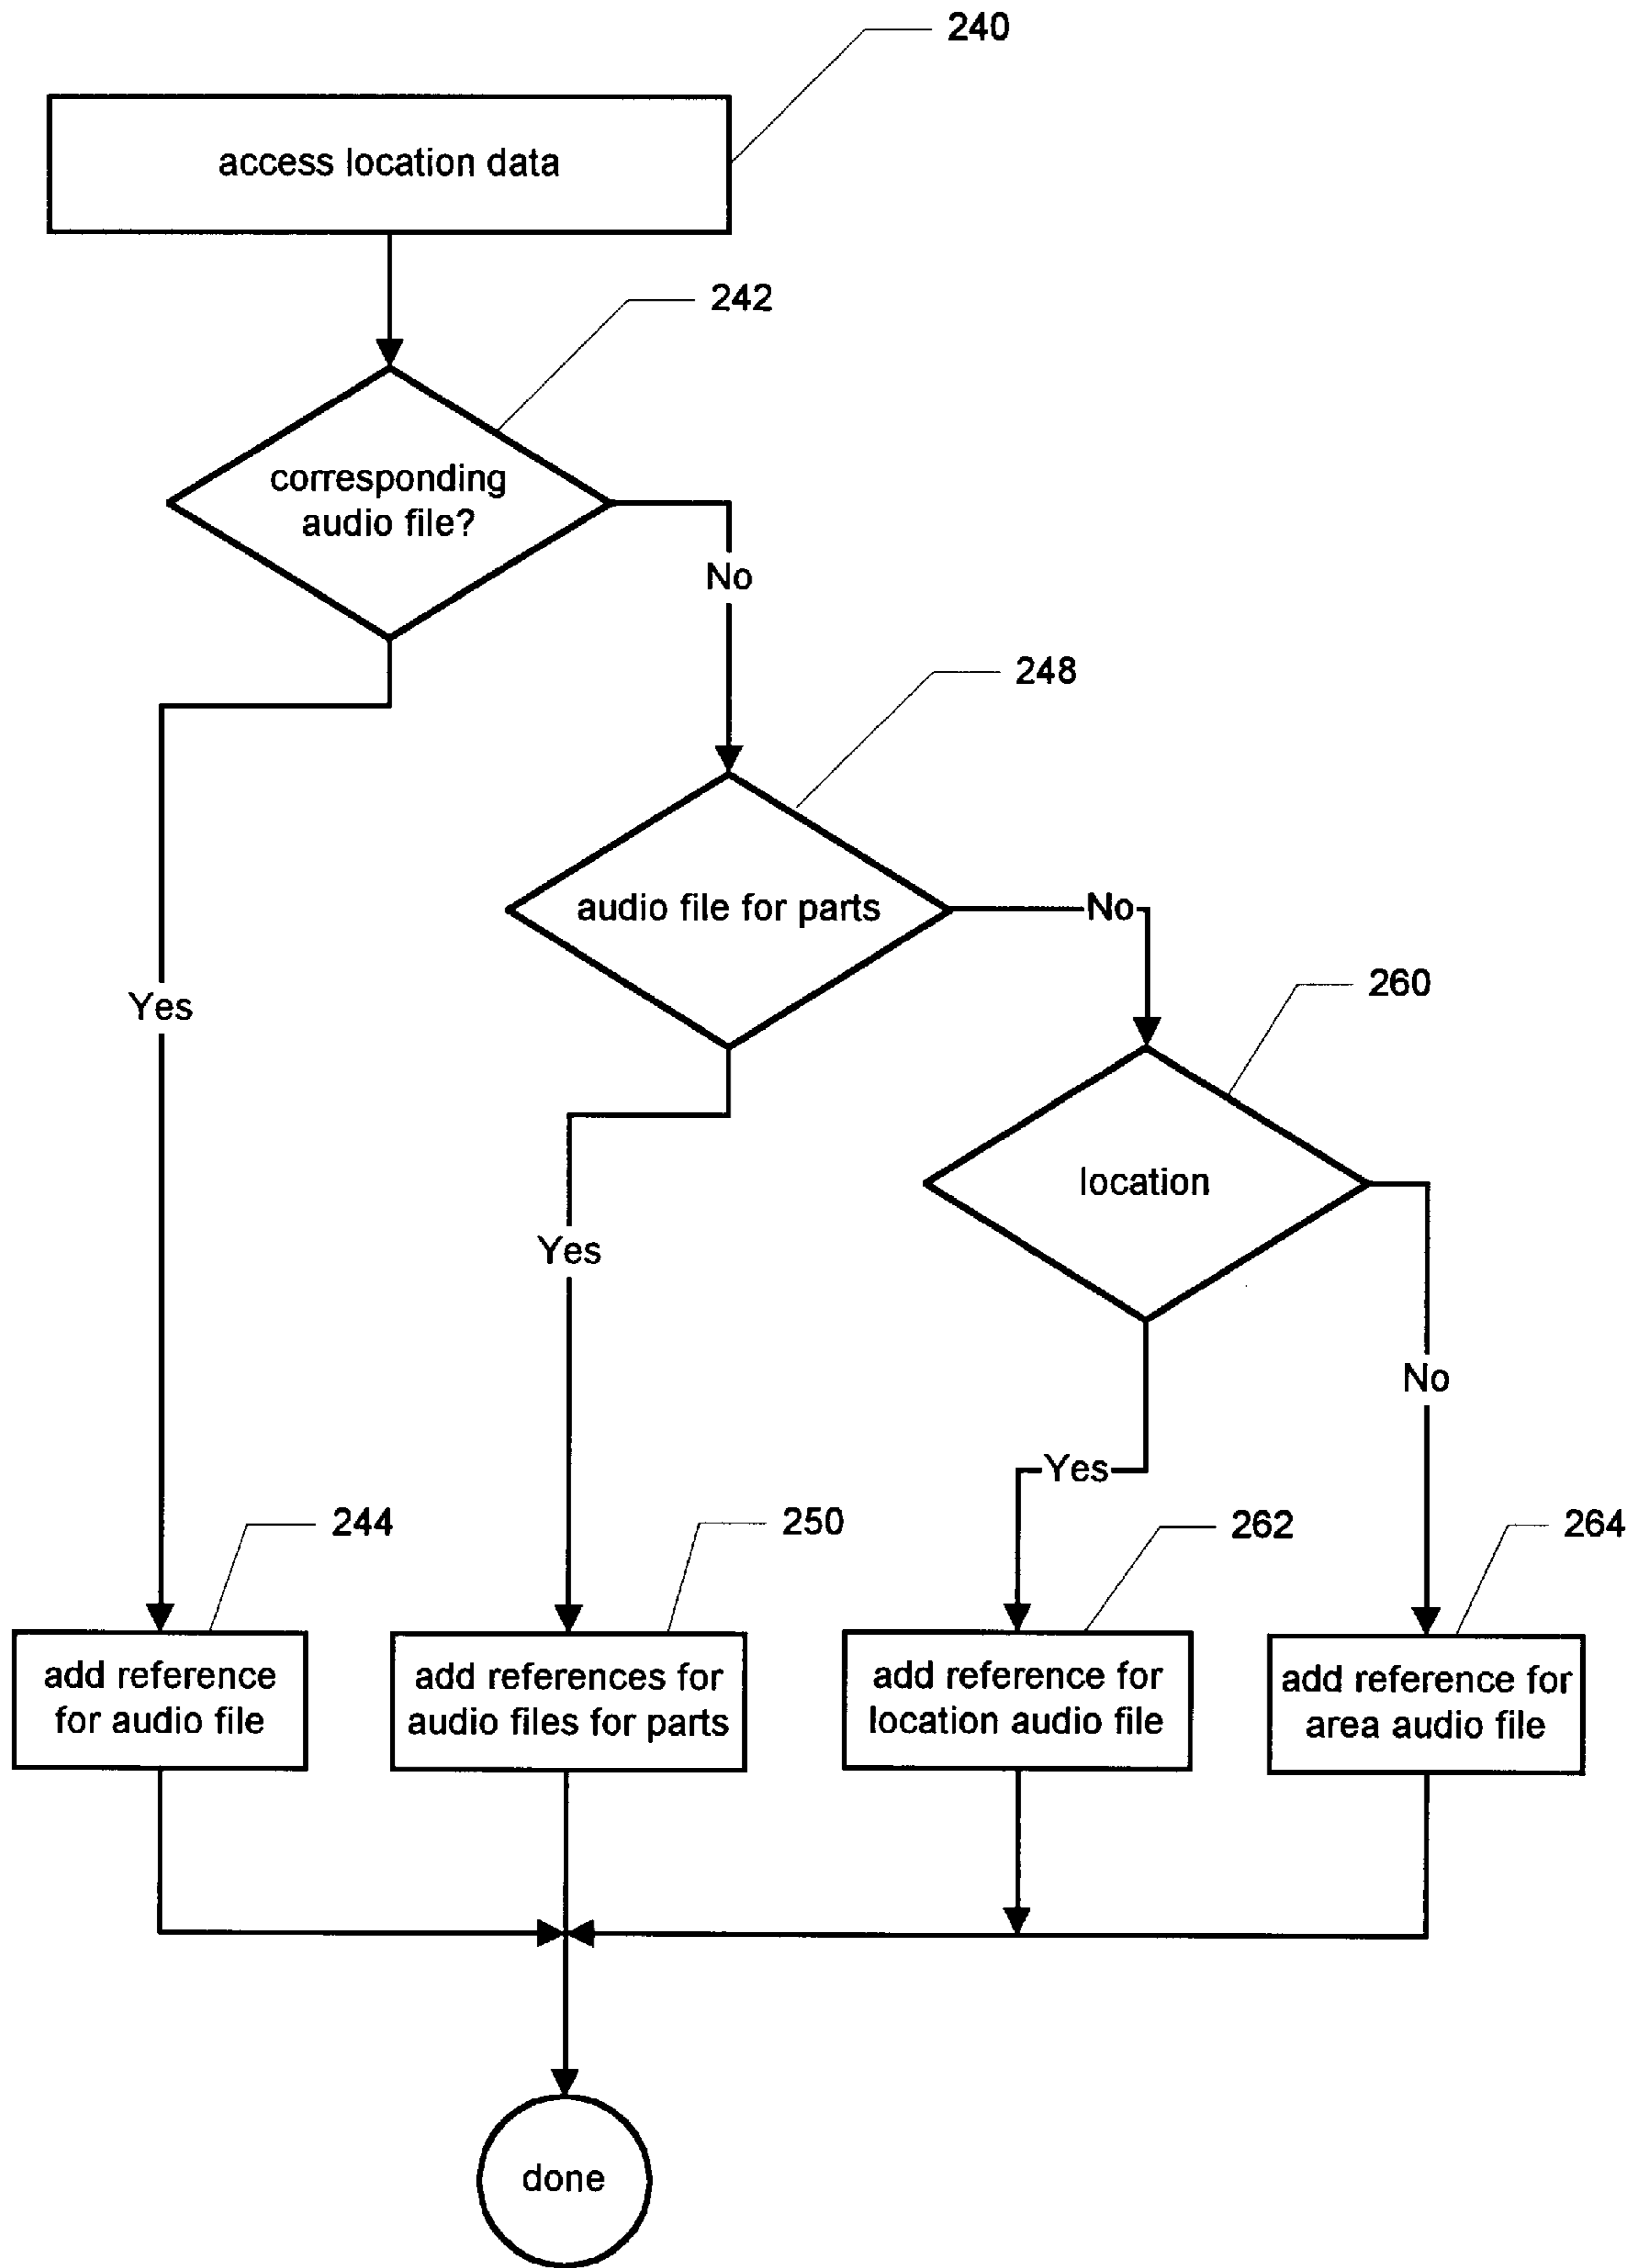 240
access location data
242
corresponding
audio file?
No
248
audio file for parts
No
260
Yes
location
Yes
No
Yes
244
250
262
264
add reference
for audio file
add references for
audio files for parts
add reference for
location audio file
add reference for
area audio file
done